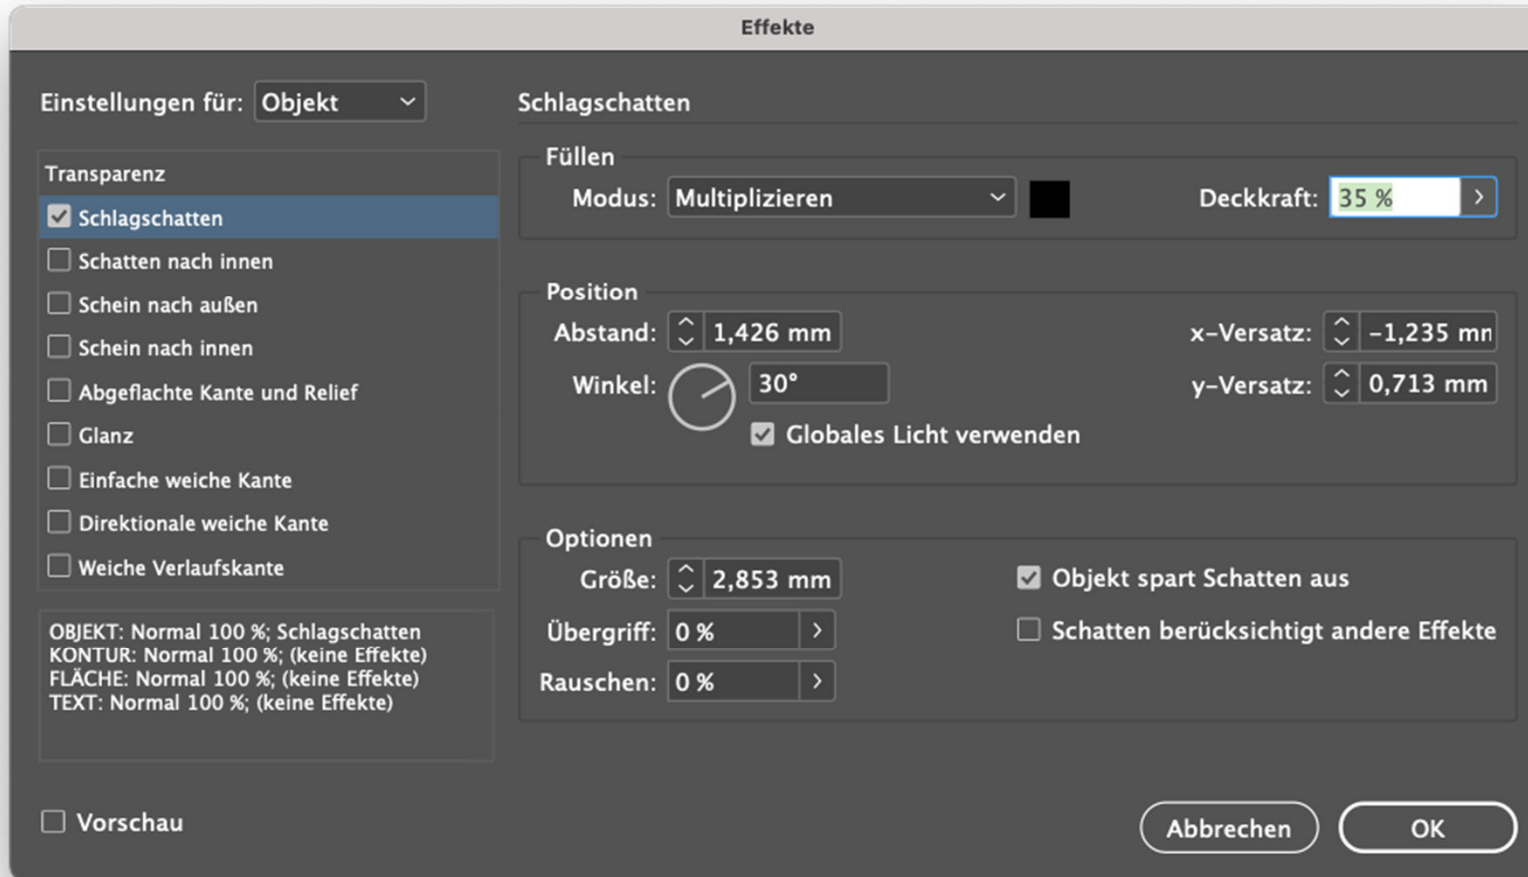 Effekte
Einstellungen für: Objekt
Transparenz
Schlagschatten
Schatten nach innen
Schein nach außen
Schein nach innen
Abgeflachte Kante und Relief
Glanz
Einfache weiche Kante
Direktionale weiche Kante
Weiche Verlaufskante
OBJEKT: Normal 100 %; Schlagschatten
KONTUR: Normal 100 %; (keine Effekte)
FLÄCHE: Normal 100 %; (keine Effekte)
TEXT: Normal 100 %; (keine Effekte)
Vorschau
Schlagschatten
Füllen
Modus: Multiplizieren Deckkraft: 35 %
Position
Abstand: 1,426 mm x-Versatz: -1,235 mm
Winkel: 30° y-Versatz: 0,713 mm
Globales Licht verwenden
Optionen
Größe: 2,853 mm Objekt spart Schatten aus
Übergriff: 0 % Schatten berücksichtigt andere Effekte
Rauschen: 0 %
Abbrechen OK